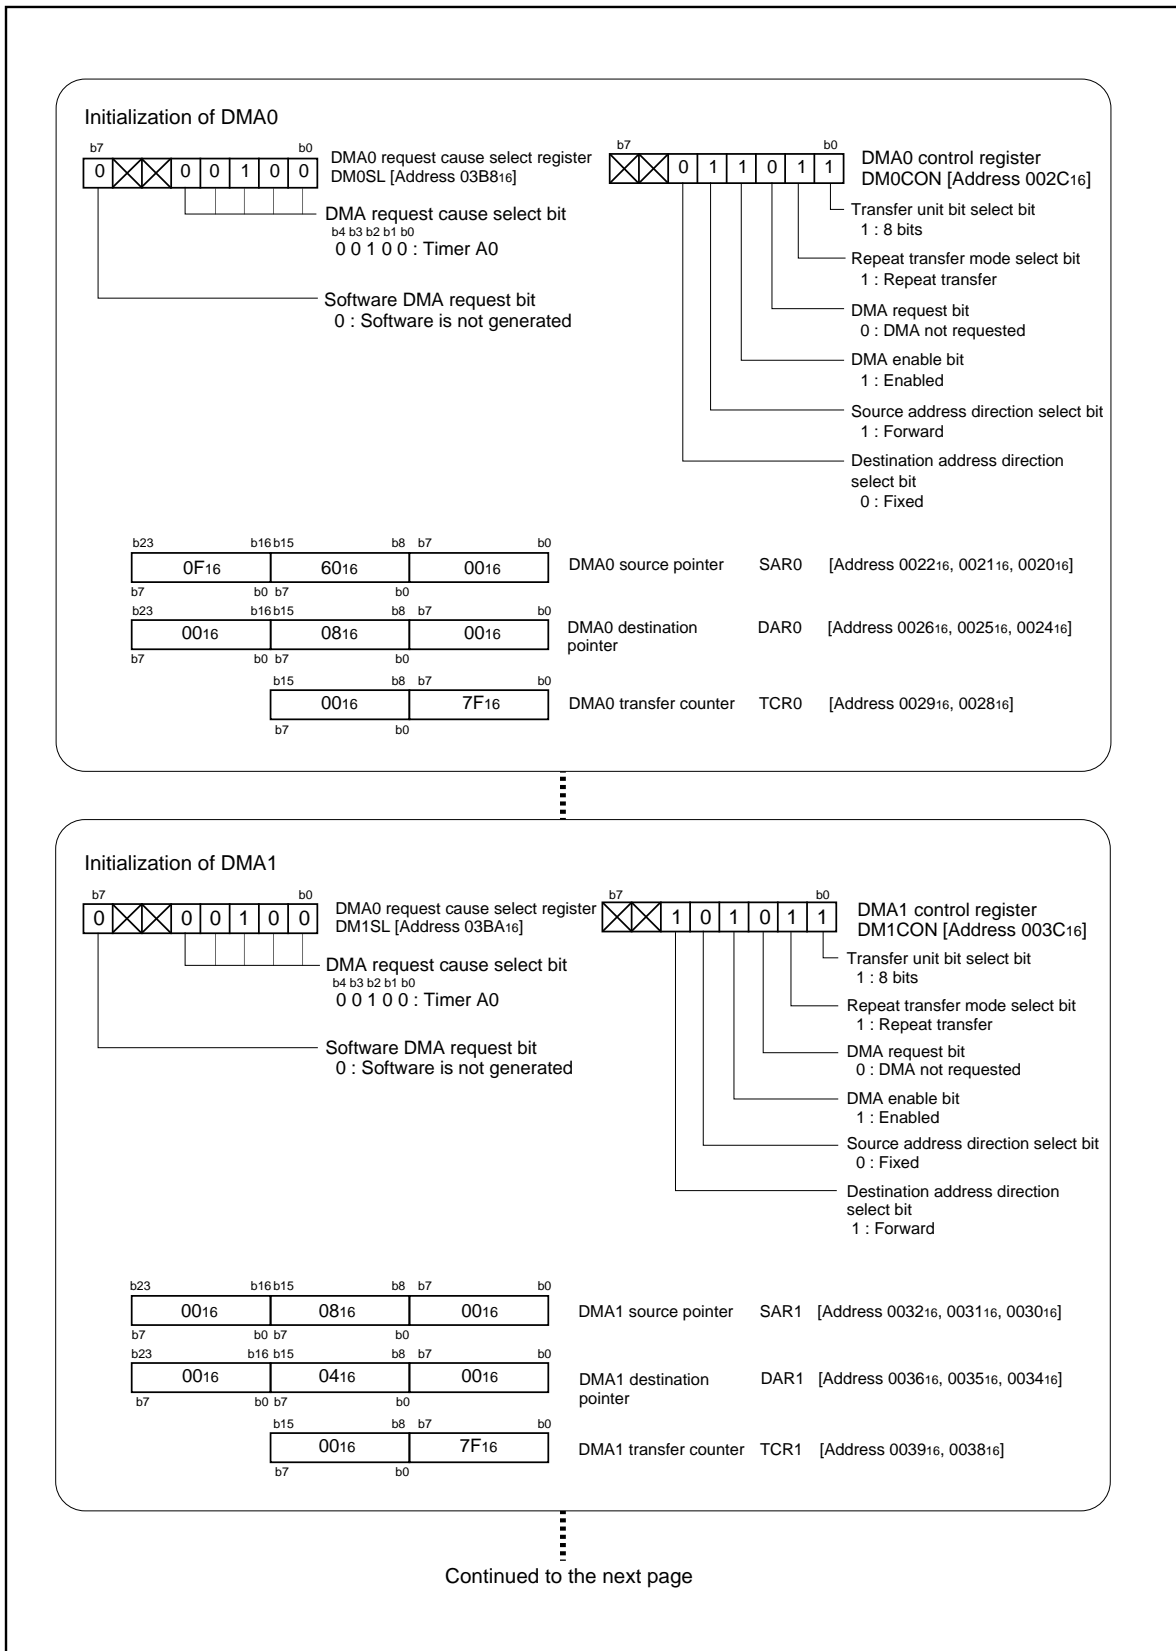 Initialization of DMA0
b7 b0
0 0 0 1 0 0
DMA0 request cause select register
DM0SL [Address 03B816]
DMA request cause select bit
b4 b3 b2 b1 b0
0 0 1 0 0 : Timer A0
Software DMA request bit
0 : Software is not generated
b7 b0
0 1 1 0 1 1
DMA0 control register
DM0CON [Address 002C16]
Transfer unit bit select bit
1 : 8 bits
Repeat transfer mode select bit
1 : Repeat transfer
DMA request bit
0 : DMA not requested
DMA enable bit
1 : Enabled
Source address direction select bit
1 : Forward
Destination address direction
select bit
0 : Fixed
b23 b16 b15 b8 b7 b0
0F16 6016 0016 DMA0 source pointer SAR0 [Address 002216, 002116, 002016]
b7 b0 b7 b0
b23 b16 b15 b8 b7 b0
0016 0816 0016 DMA0 destination
pointer DAR0 [Address 002616, 002516, 002416]
b7 b0 b7 b0
b15 b8 b7 b0
0016 7F16 DMA0 transfer counter TCR0 [Address 002916, 002816]
b7 b0
Initialization of DMA1
b7 b0
0 0 0 1 0 0
DMA0 request cause select register
DM1SL [Address 03BA16]
DMA request cause select bit
b4 b3 b2 b1 b0
0 0 1 0 0 : Timer A0
Software DMA request bit
0 : Software is not generated
b7 b0
1 0 1 0 1 1
DMA1 control register
DM1CON [Address 003C16]
Transfer unit bit select bit
1 : 8 bits
Repeat transfer mode select bit
1 : Repeat transfer
DMA request bit
0 : DMA not requested
DMA enable bit
1 : Enabled
Source address direction select bit
0 : Fixed
Destination address direction
select bit
1 : Forward
b23 b16 b15 b8 b7 b0
0016 0816 0016 DMA1 source pointer SAR1 [Address 003216, 003116, 003016]
b7 b0 b7 b0
b23 b16 b15 b8 b7 b0
0016 0416 0016 DMA1 destination
pointer DAR1 [Address 003616, 003516, 003416]
b7 b0 b7 b0
b15 b8 b7 b0
0016 7F16 DMA1 transfer counter TCR1 [Address 003916, 003816]
b7 b0
Continued to the next page